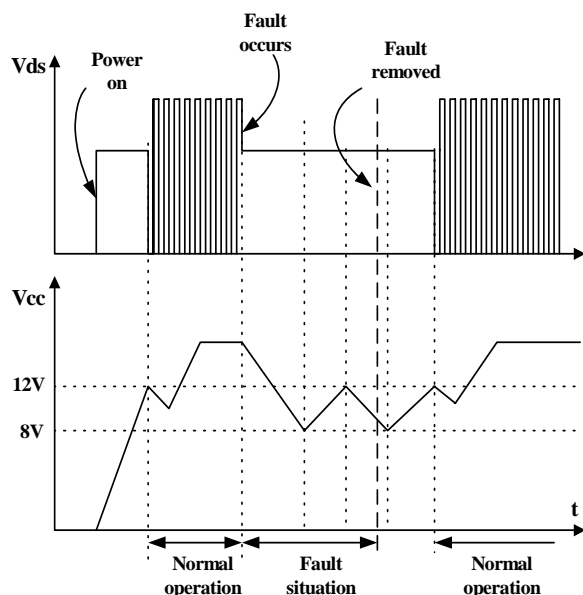 Fault
occurs
Power
on
Fault
removed
Vds
Vcc
12V
8V
t
Normal
operation
Fault
situation
Normal
operation